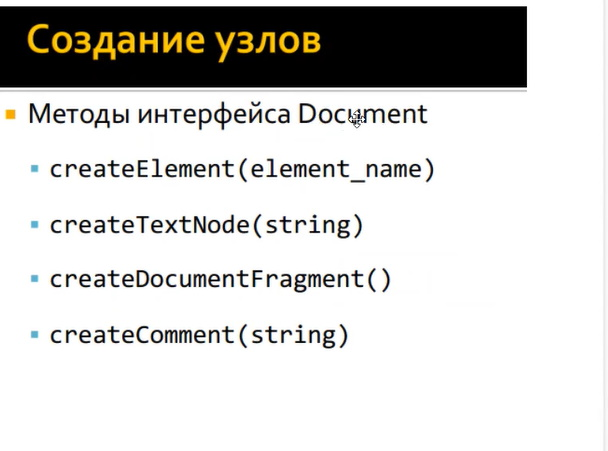 Создание узлов
Методы интерфейса Document
createElement(element_name)
createTextNode(string)
createDocumentFragment()
createComment(string)